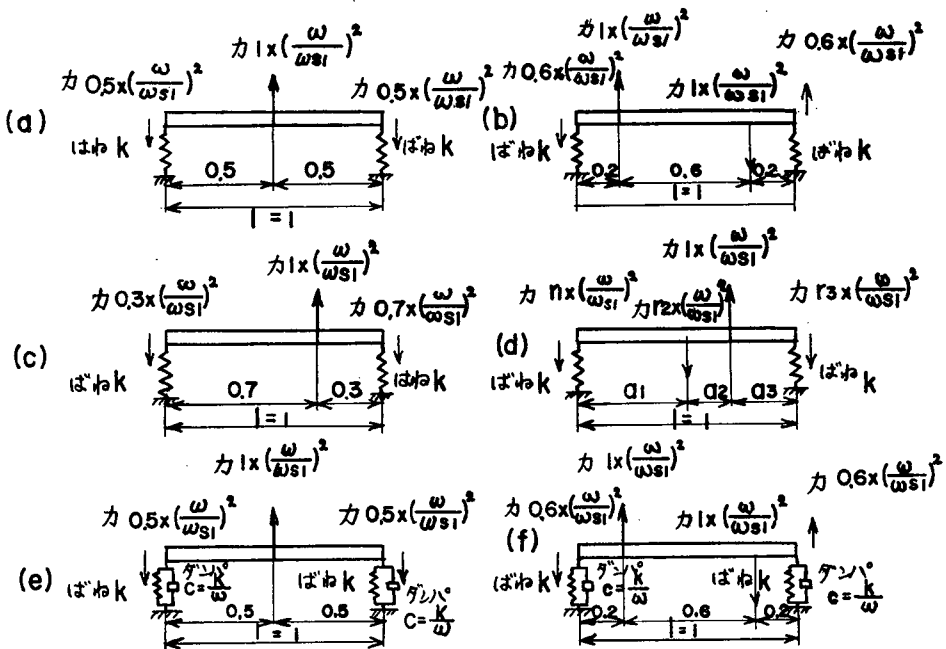 (a)
カ 1×(ω/ωs1)²
カ 0.5×(ω/ωs1)²
カ 0.5×(ω/ωs1)²
はね k
ばね k
0.5
0.5
l = 1
(b)
カ 1×(ω/ωs1)²
カ 0.6×(ω/ωs1)²
カ 1×(ω/ωs1)²
カ 0.6×(ω/ωs1)²
ばね k
ばね k
0.2
0.6
0.2
l = 1
(c)
カ 1×(ω/ωs1)²
カ 0.3×(ω/ωs1)²
カ 0.7×(ω/ωs1)²
ばね k
はね k
0.7
0.3
l = 1
(d)
カ 1×(ω/ωs1)²
カ r1×(ω/ωs1)²
カ r2×(ω/ωs1)²
カ r3×(ω/ωs1)²
ばね k
ばね k
a1
a2
a3
l = 1
(e)
カ 1×(ω/ωs1)²
カ 0.5×(ω/ωs1)²
カ 0.5×(ω/ωs1)²
ばね k
ダンパ
C=k/ω
ばね k
ダンパ
C=k/ω
0.5
0.5
l = 1
(f)
カ 1×(ω/ωs1)²
カ 0.6×(ω/ωs1)²
カ 1×(ω/ωs1)²
カ 0.6×(ω/ωs1)²
ばね k
ダンパ
c=k/ω
ばね k
ダンパ
c=k/ω
0.2
0.6
0.2
l = 1